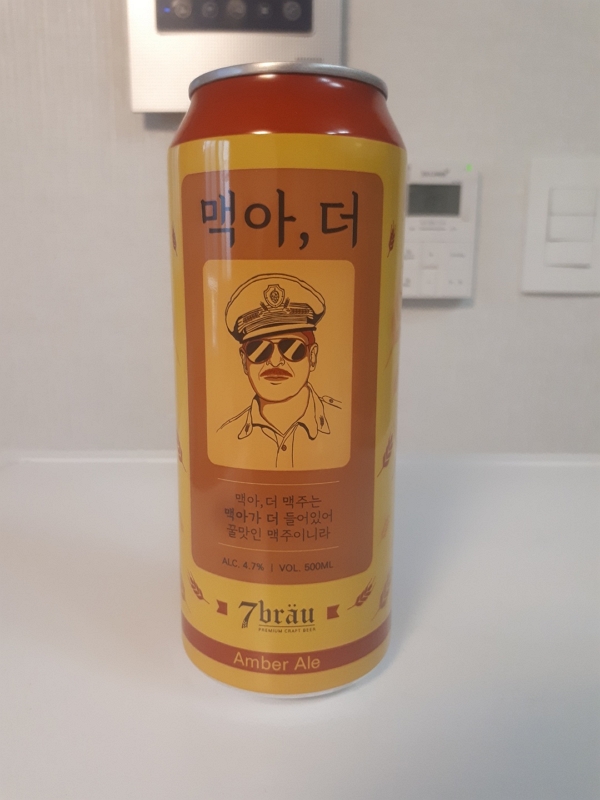 맥아,더
맥아,더 맥주는
맥아가 더 들어있어
꿀맛인 맥주이니라
ALC. 4.7% | VOL. 500ML
7bräu
PREMIUM CRAFT BEER
Amber Ale